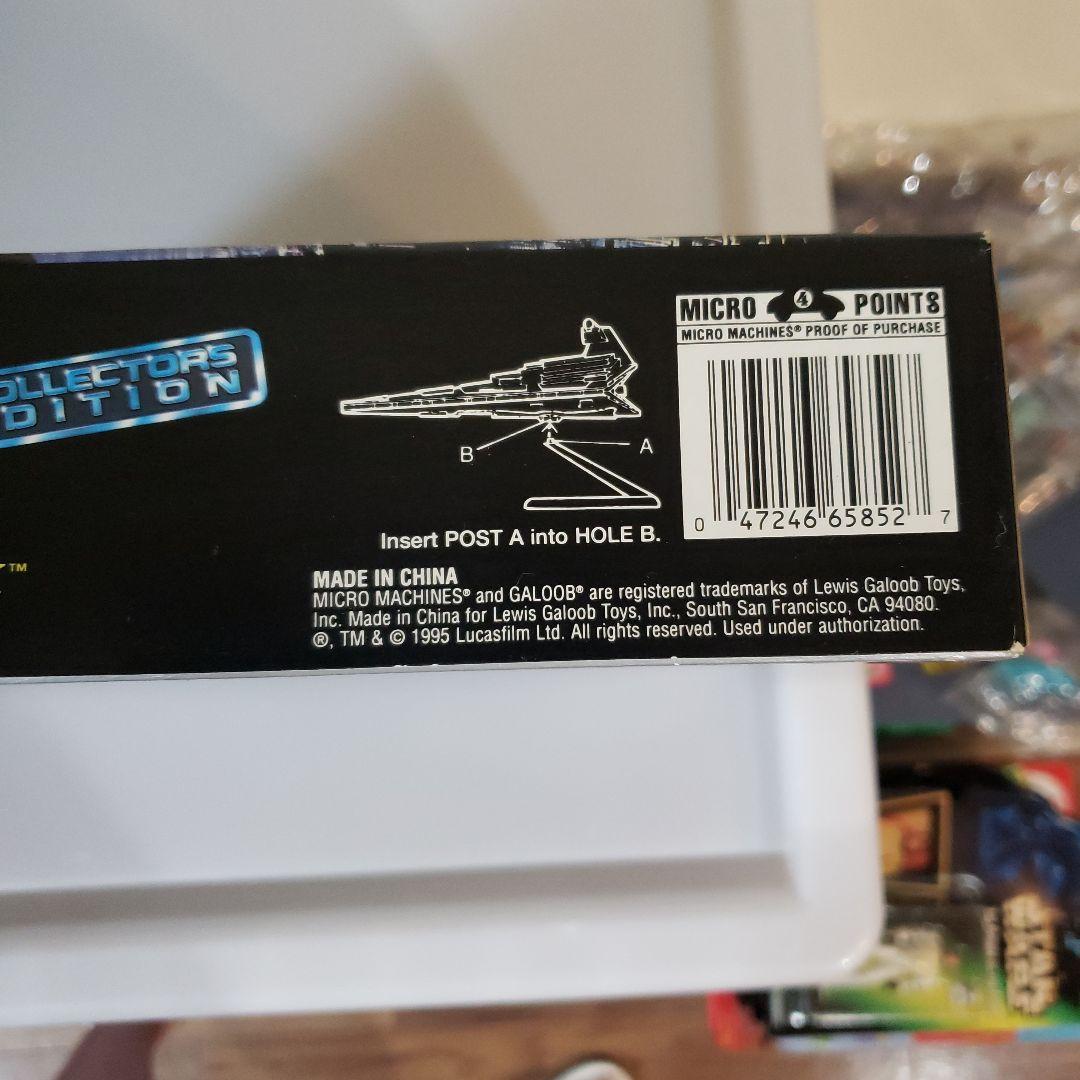 OLLECTORS
DITION
MICRO 4 POINTS
MICRO MACHINES® PROOF OF PURCHASE
B
A
0 47246 65852 7
Insert POST A into HOLE B.
TM
MADE IN CHINA
MICRO MACHINES® and GALOOB® are registered trademarks of Lewis Galoob Toys,
Inc. Made in China for Lewis Galoob Toys, Inc., South San Francisco, CA 94080.
®, TM & © 1995 Lucasfilm Ltd. All rights reserved. Used under authorization.
STAR
WARS